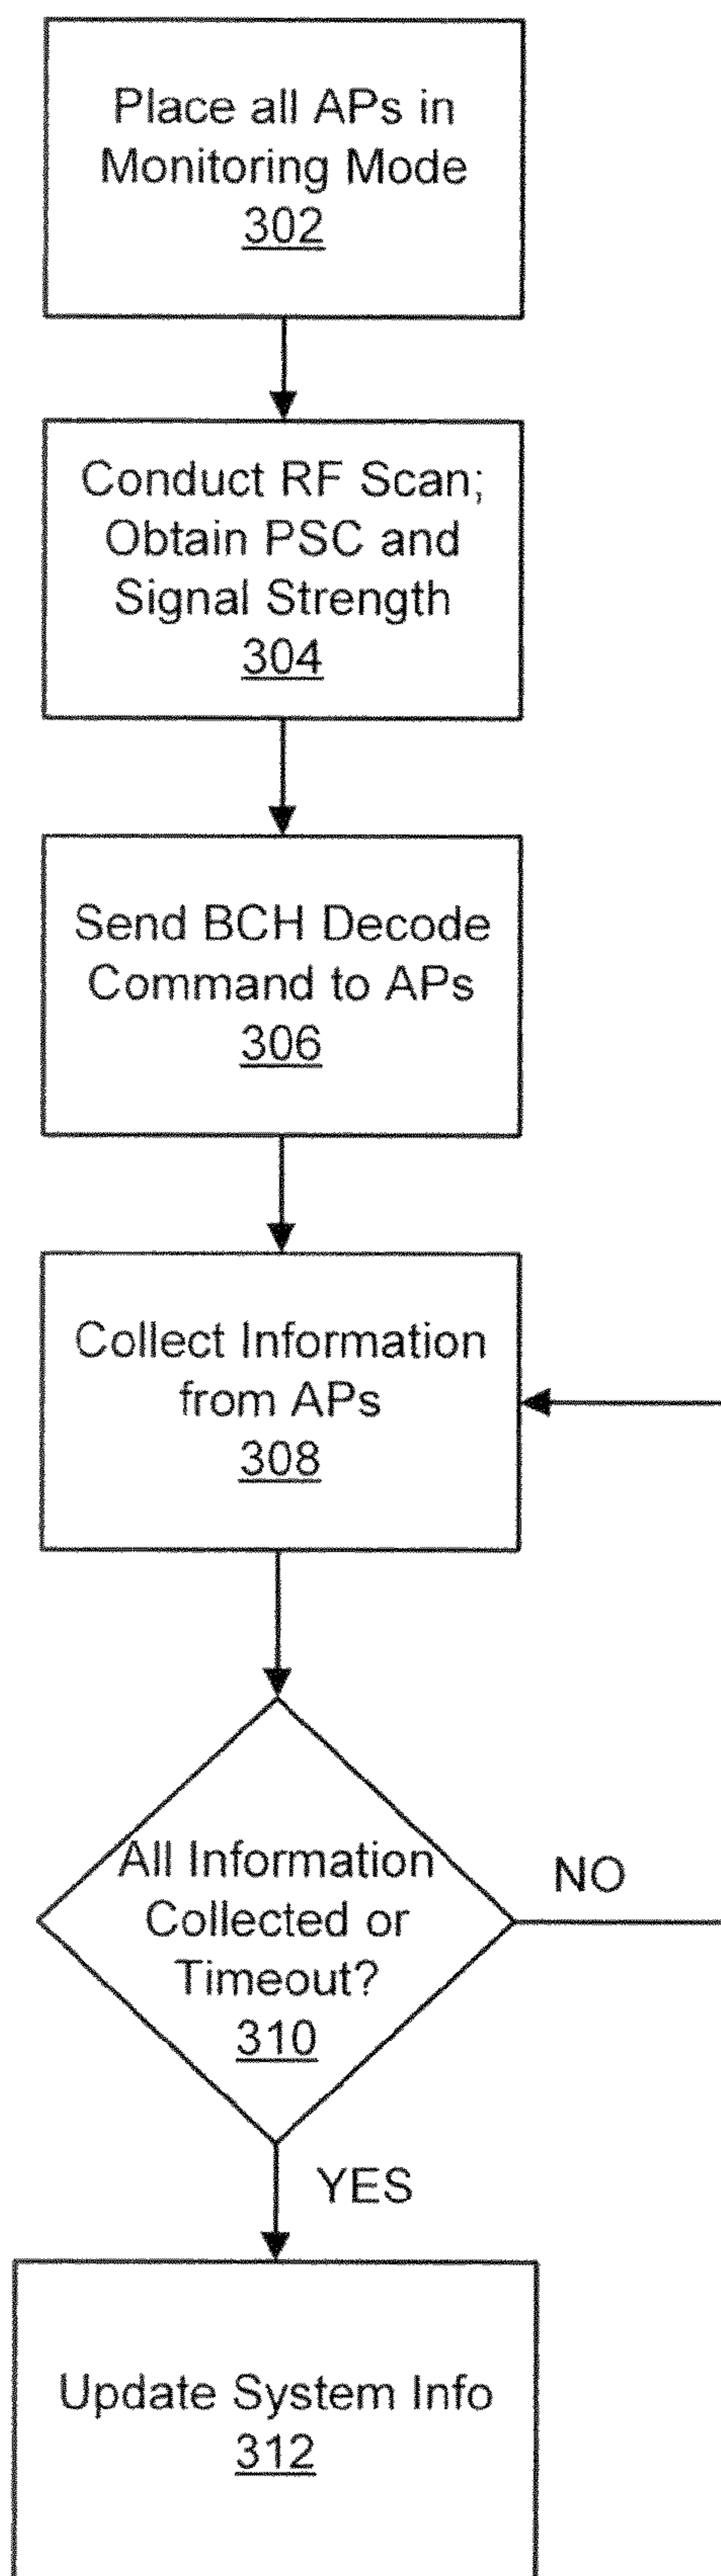 Place all APs in
Monitoring Mode
302
Conduct RF Scan;
Obtain PSC and
Signal Strength
304
Send BCH Decode
Command to APs
306
Collect Information
from APs
308
All Information
Collected or
Timeout?
310
NO
YES
Update System Info
312